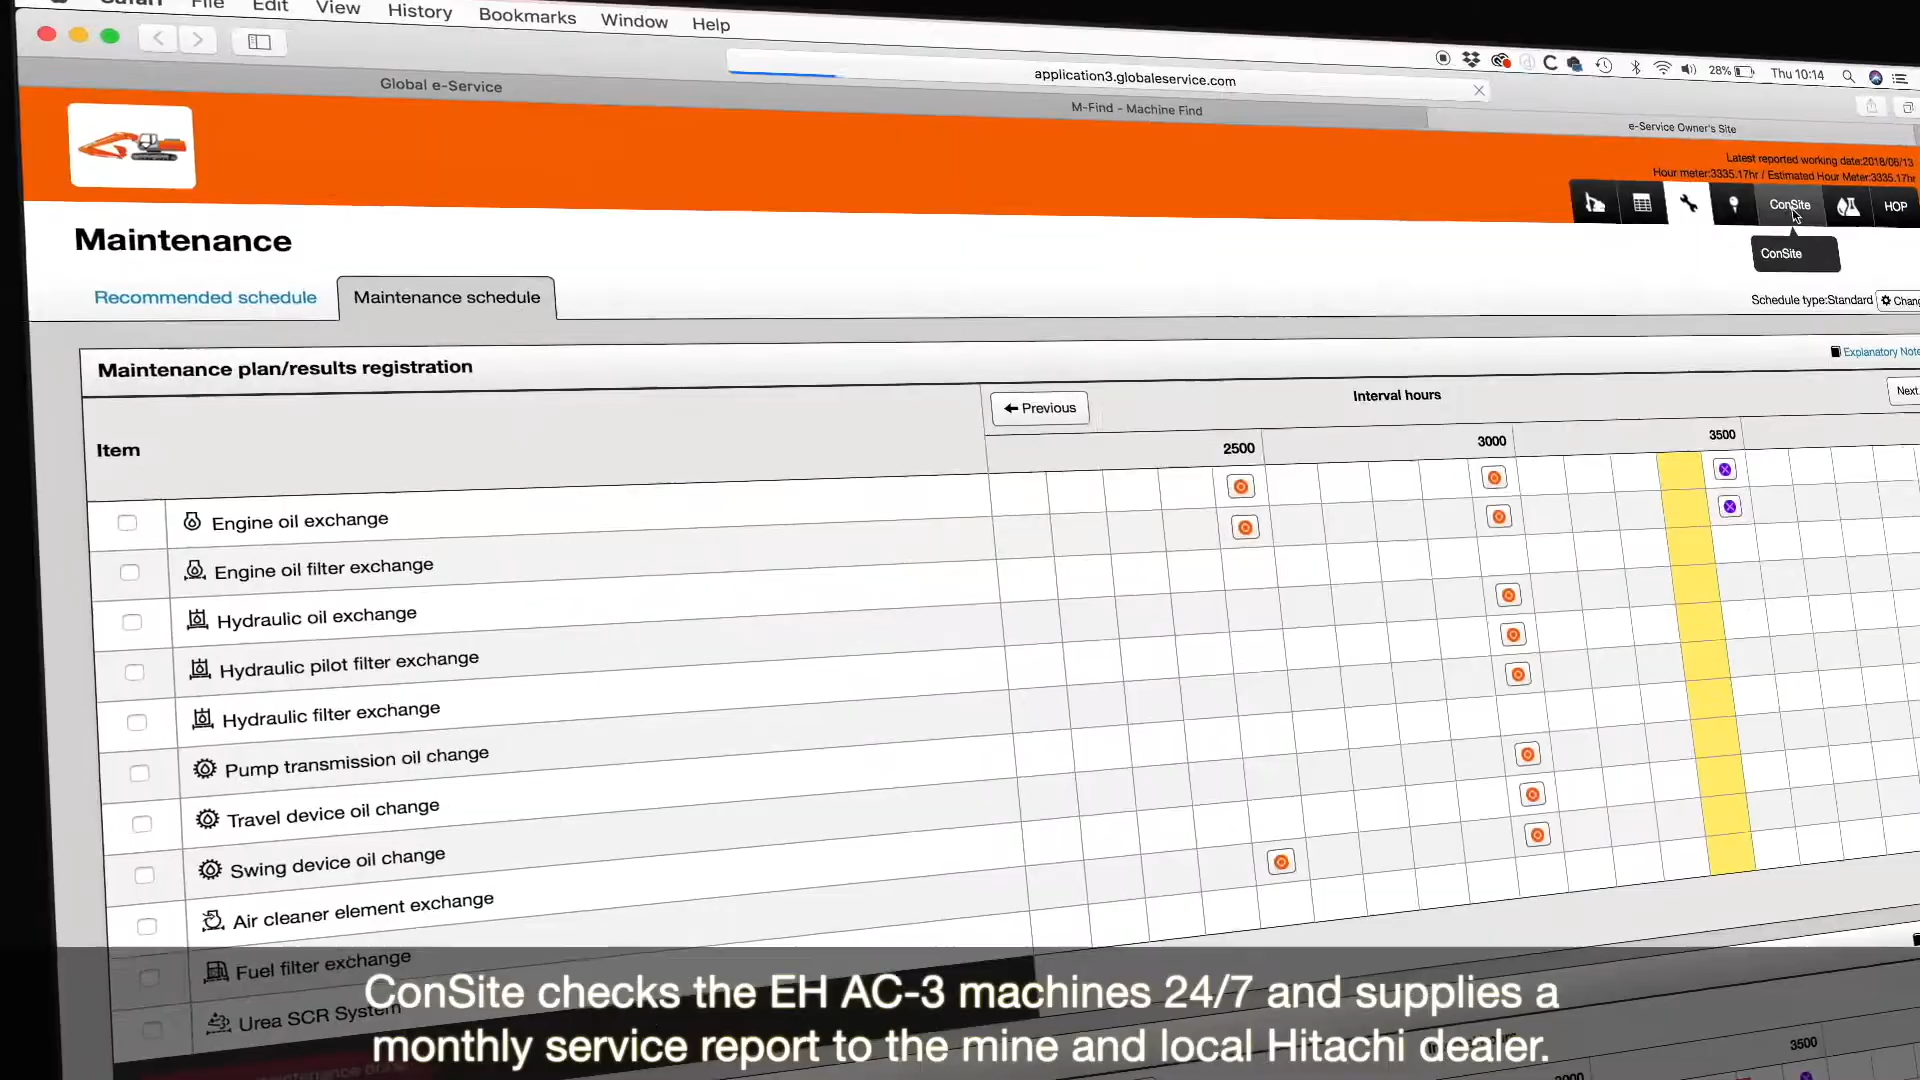 Safari File Edit View History Bookmarks Window Help
28% Thu 10:14
application3.globaleservice.com
Global e-Service
M-Find - Machine Find
e-Service Owner's Site
Latest reported working date:2018/06/13
Hour meter:3335.17hr / Estimated Hour Meter:3335.17hr
ConSite HOP
ConSite
Maintenance
Recommended schedule Maintenance schedule
Schedule type:Standard Chang
Maintenance plan/results registration
Explanatory Note
Item
Previous Interval hours Next
2500 3000 3500
Engine oil exchange
Engine oil filter exchange
Hydraulic oil exchange
Hydraulic pilot filter exchange
Hydraulic filter exchange
Pump transmission oil change
Travel device oil change
Swing device oil change
Air cleaner element exchange
Fuel filter exchange
Urea SCR System
ConSite checks the EH AC-3 machines 24/7 and supplies a
monthly service report to the mine and local Hitachi dealer.
3500
3000